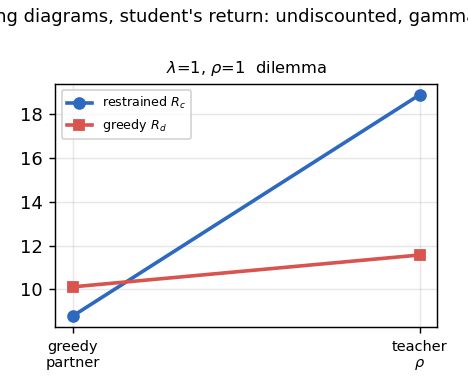 ng diagrams, student's return: undiscounted, gamma
λ=1, ρ=1 dilemma
restrained R_c
greedy R_d
18
16
14
12
10
greedy partner
teacher ρ